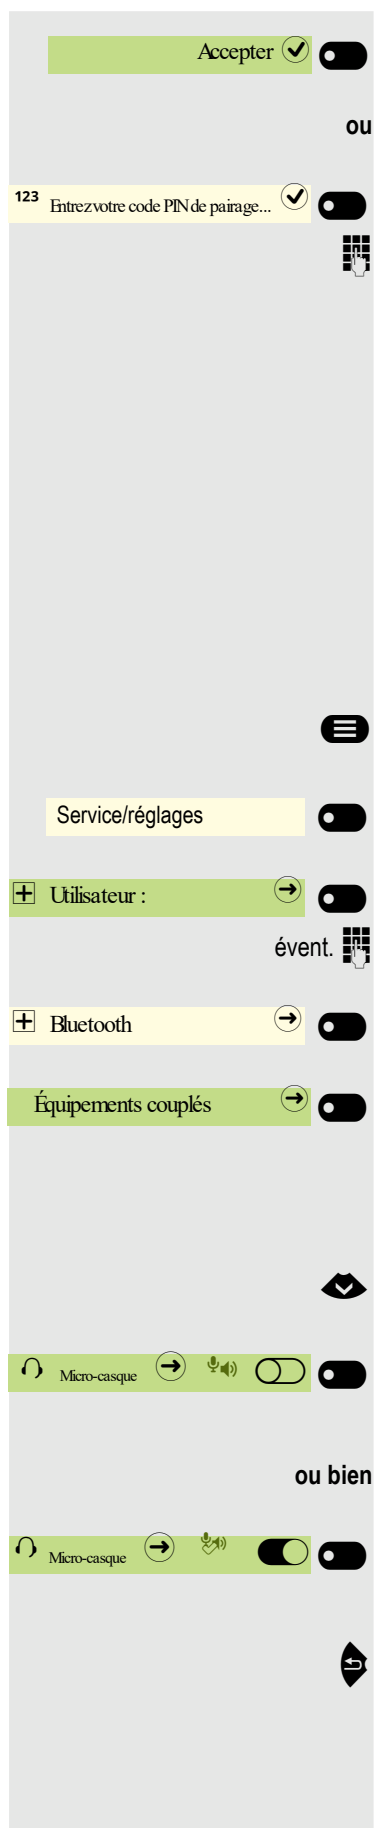 Accepter
ou
123 Entrez votre code PIN de pairage...
Service/réglages
Utilisateur :
évent.
Bluetooth
Équipements couplés
Micro-casque
ou bien
Micro-casque